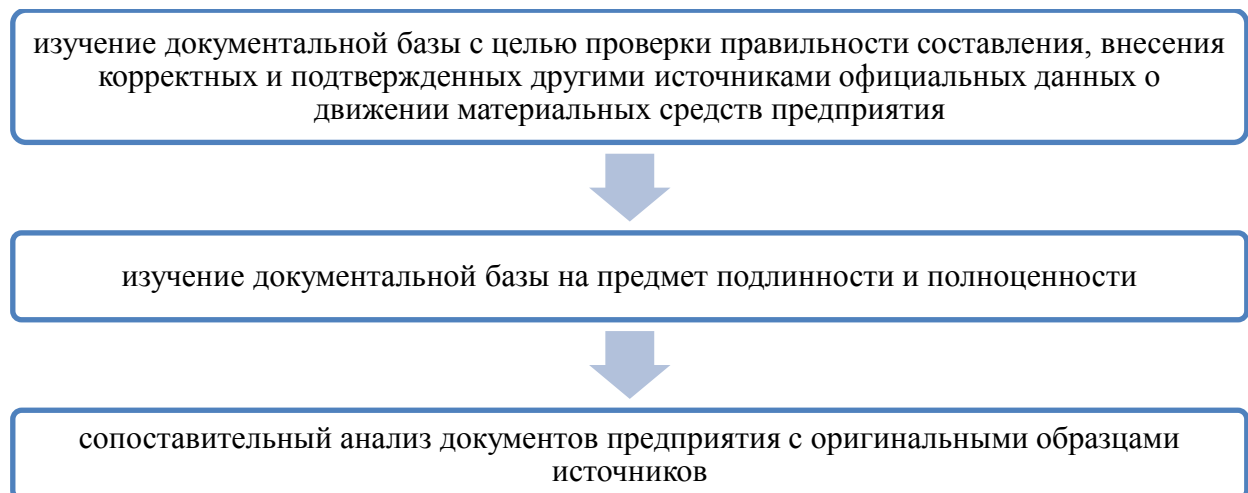 изучение документальной базы с целью проверки правильности составления, внесения
корректных и подтвержденных другими источниками официальных данных о
движении материальных средств предприятия
изучение документальной базы на предмет подлинности и полноценности
сопоставительный анализ документов предприятия с оригинальными образцами
источников